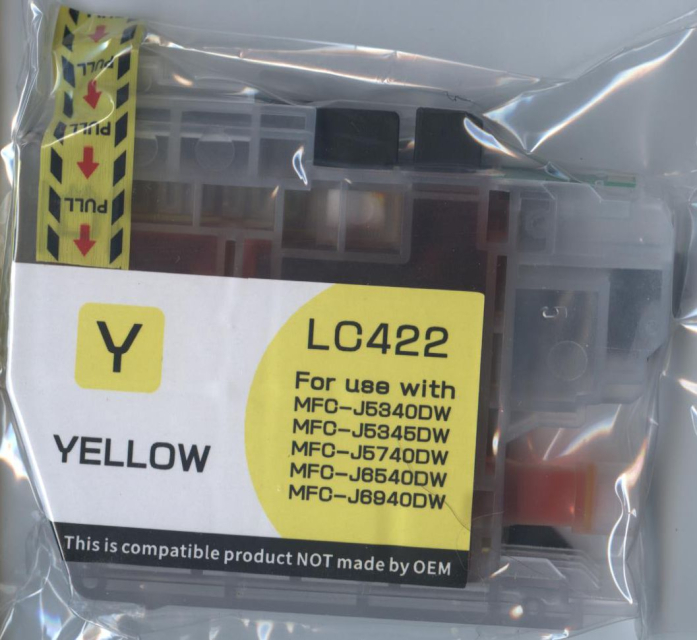 PULL
PULL
PULL
Y
YELLOW
LC422
For use with
MFC-J5340DW
MFC-J5345DW
MFC-J5740DW
MFC-J6540DW
MFC-J6940DW
This is compatible product NOT made by OEM